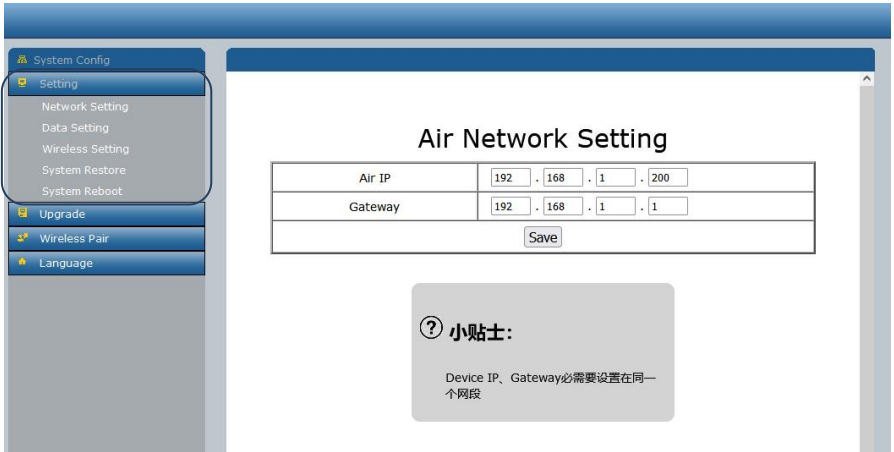 System Config
Setting
Network Setting
Data Setting
Wireless Setting
System Restore
System Reboot
Upgrade
Wireless Pair
Language
Air Network Setting
Air IP 192 . 168 . 1 . 200
Gateway 192 . 168 . 1 . 1
Save
? 小贴士：
Device IP、Gateway必需要设置在同一
个网段